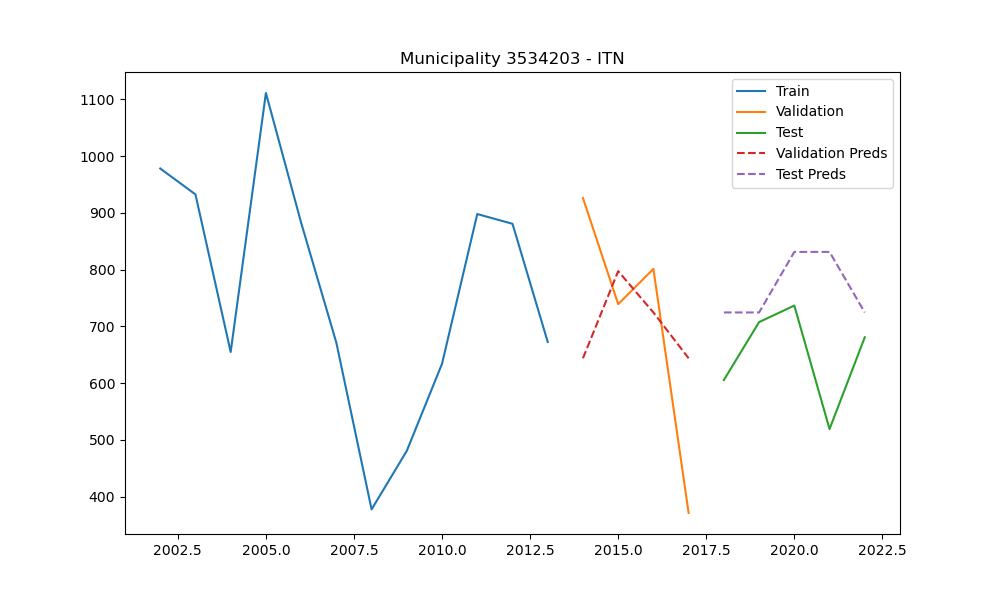 Municipality 3534203 - ITN
Train
Validation
Test
Validation Preds
Test Preds
1100
1000
900
800
700
600
500
400
2002.5 2005.0 2007.5 2010.0 2012.5 2015.0 2017.5 2020.0 2022.5